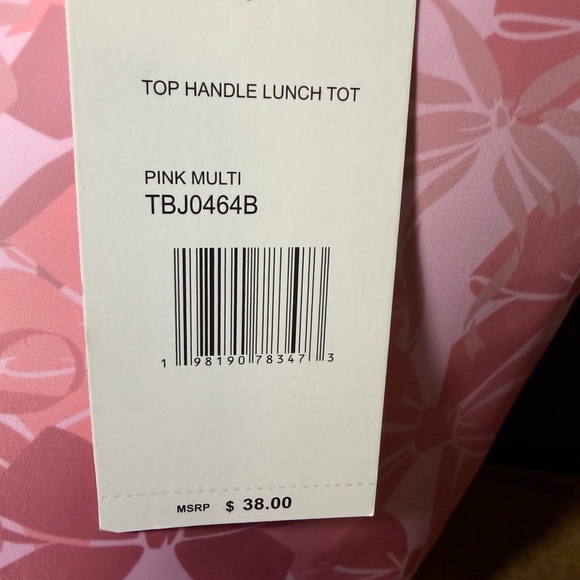 TOP HANDLE LUNCH TOT
PINK MULTI
TBJ0464B
1 98190 78347 3
MSRP $ 38.00